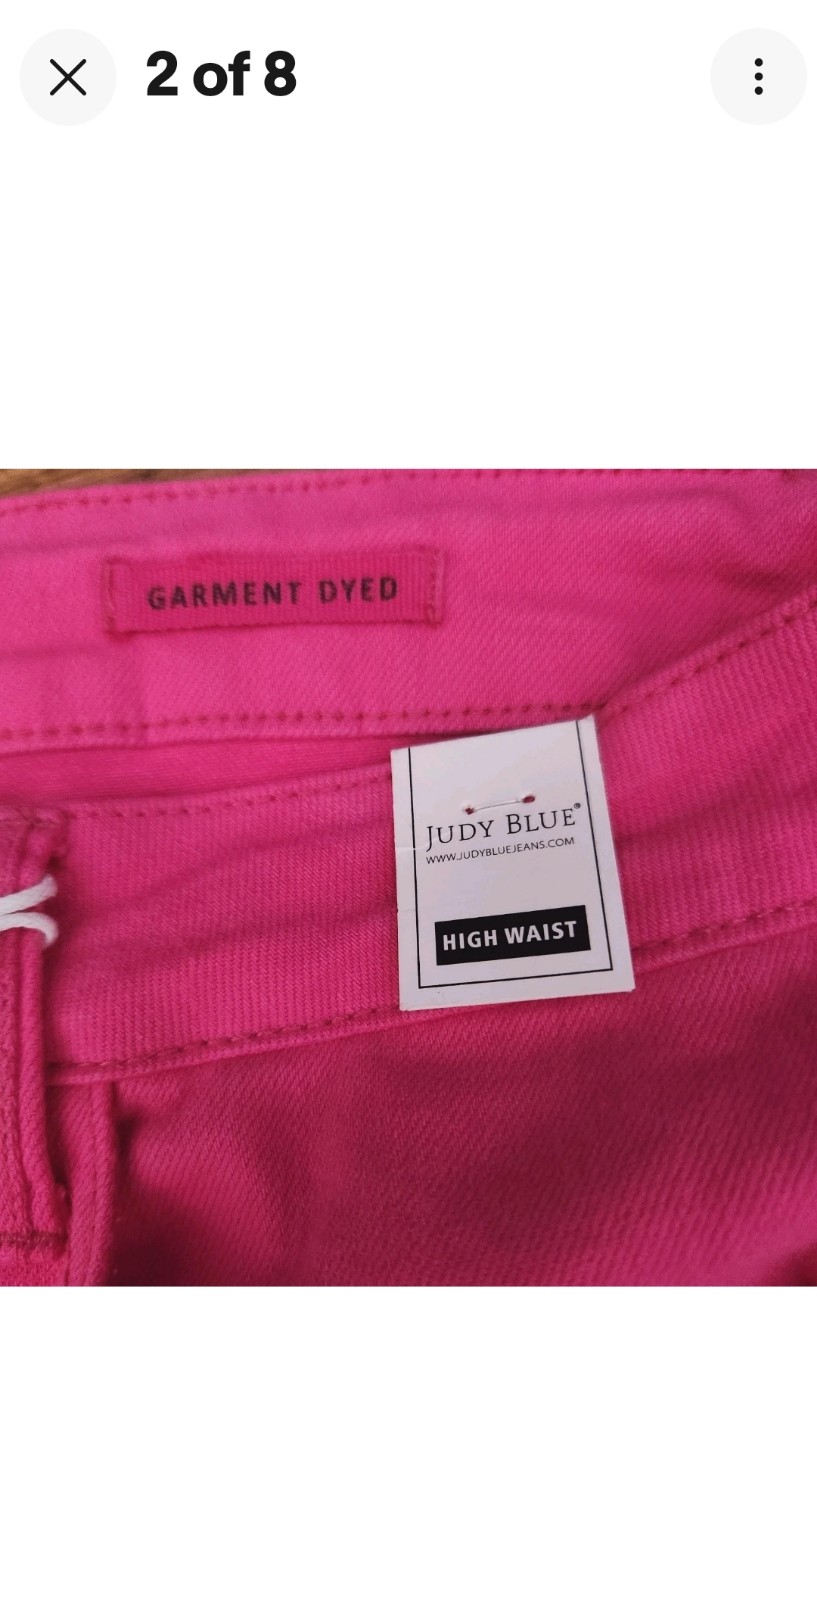 2 of 8
GARMENT DYED
JUDY BLUE®
WWW.JUDYBLUEJEANS.COM
HIGH WAIST